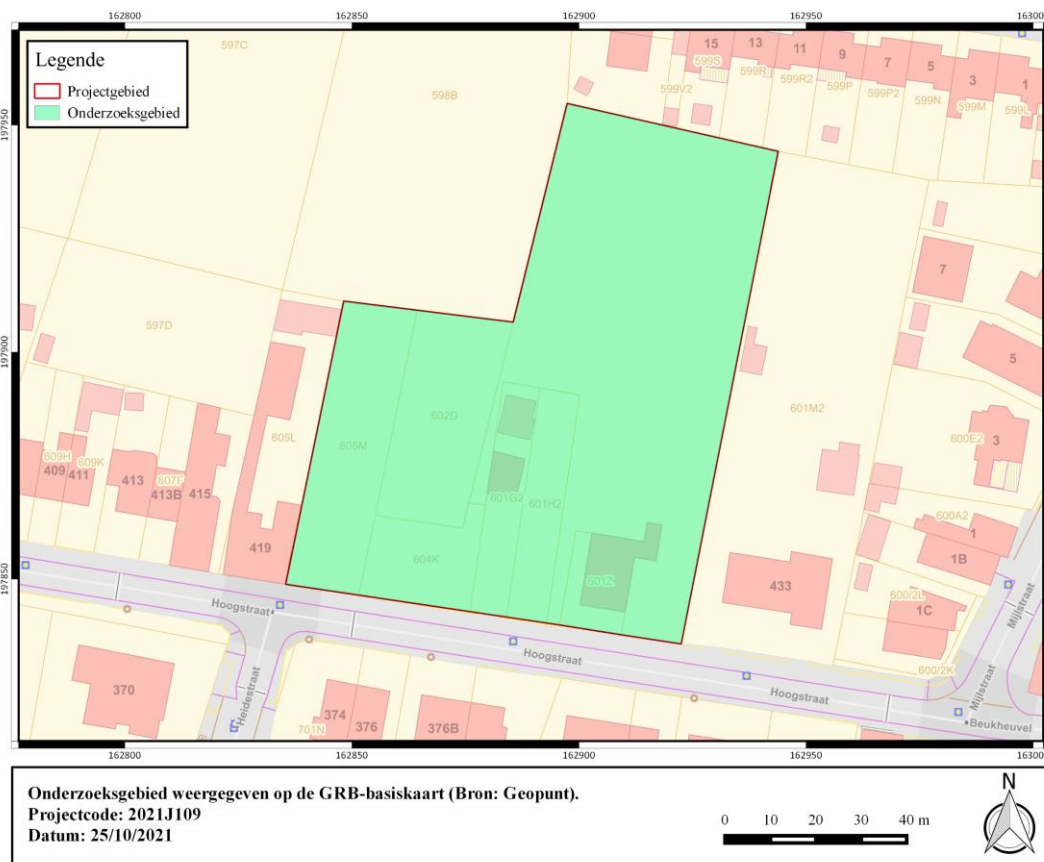 162800 162850 162900 162950 16300
Legende
Projectgebied
Onderzoeksgebied
597C
598B
599V2
15
599S
13
599R
11
599R2
9
599P
7
599P2
5
599N
3
599M
1
599L
197950
197900
197850
597D
7
5
601M2
600E2
3
605L
605M
602D
609H
409
609K
411
413
607F
413B
415
419
601G2
601H2
604K
601Z
433
600A2
1
1B
600/2L
1C
600/2K
Mijlstraat
Mijlstraat
Hoogstraat
Hoogstraat
Hoogstraat
Beukheuvel
Heidestraat
370
701N
374
376
376B
162800 162850 162900 162950 16300
Onderzoeksgebied weergegeven op de GRB-basiskaart (Bron: Geopunt).
Projectcode: 2021J109
Datum: 25/10/2021
0 10 20 30 40 m
N